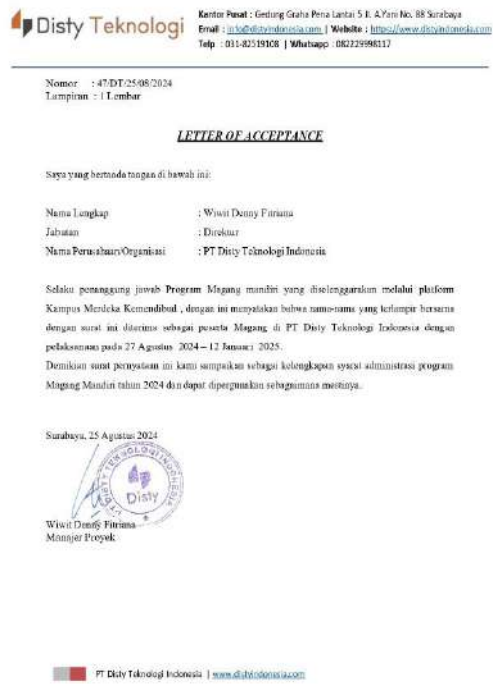 Disty Teknologi
Kantor Pusat : Gedung Graha Pena Lantai 5 Jl. A.Yani No. 88 Surabaya
Email : info@distyindonesia.com | Website : https://www.distyindonesia.com
Telp : 031-82519108 | Whatsapp : 082229998117
Nomor : 47/DT/25/08/2024
Lampiran : 1 Lembar
LETTER OF ACCEPTANCE
Saya yang bertanda tangan di bawah ini:
Nama Lengkap : Wiwit Denny Fitriana
Jabatan : Direktur
Nama Perusahaan/Organisasi : PT Disty Teknologi Indonesia
Selaku penanggung jawab Program Magang mandiri yang diselenggarakan melalui platform
Kampus Merdeka Kemendikbud , dengan ini menyatakan bahwa nama-nama yang terlampir bersama
dengan surat ini diterima sebagai peserta Magang di PT Disty Teknologi Indonesia dengan
pelaksanaan pada 27 Agustus 2024 – 12 Januari 2025.
Demikian surat pernyataan ini kami sampaikan sebagai kelengkapan syarat administrasi program
Magang Mandiri tahun 2024 dan dapat dipergunakan sebagaimana mestinya.
Surabaya, 25 Agustus 2024
PT DISTY TEKNOLOGI INDONESIA
Disty
Wiwit Denny Fitriana
Manajer Proyek
PT Disty Teknologi Indonesia | www.distyindonesia.com